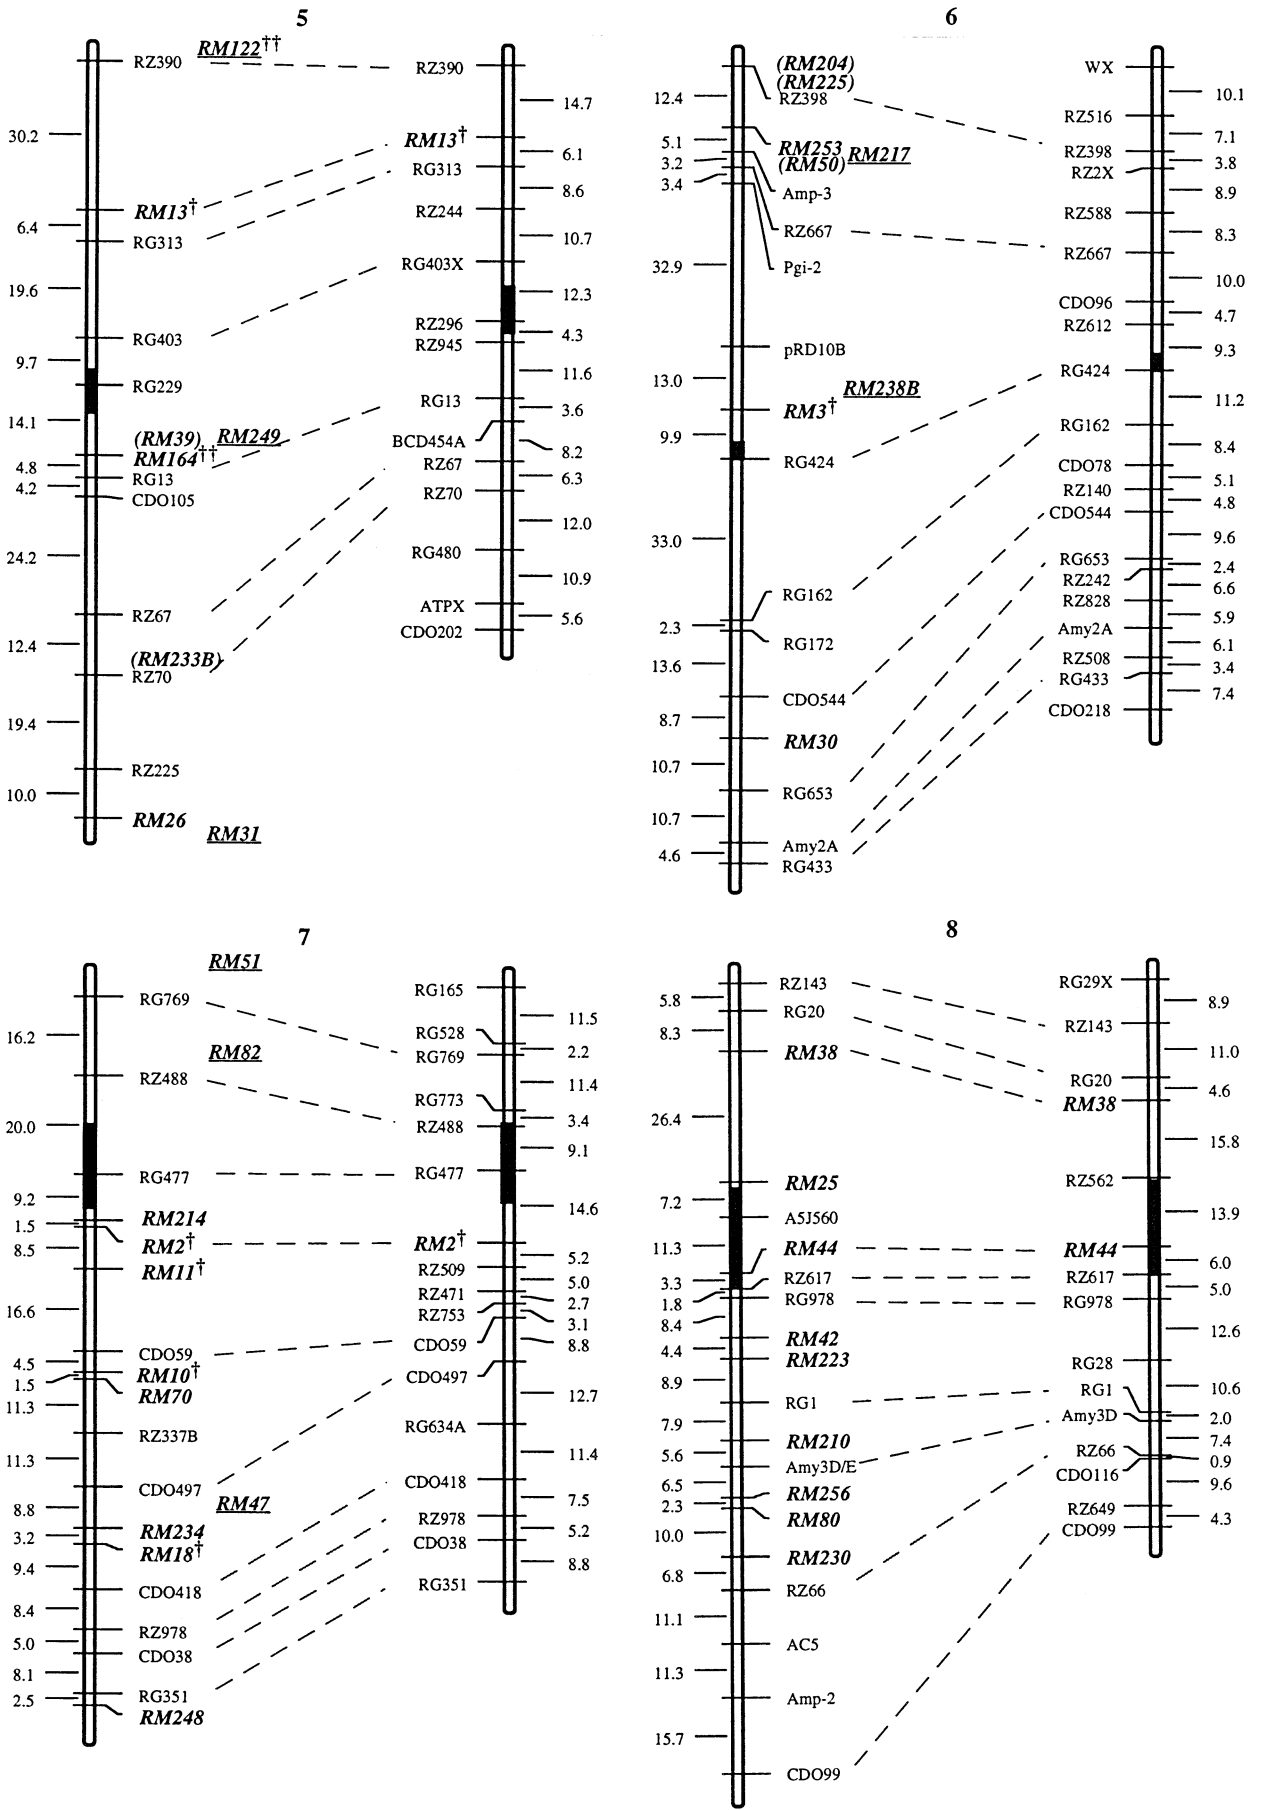 5
RM122††
RZ390
30.2
RM13†
6.4
RG313
19.6
RG403
9.7
RG229
14.1
(RM39) RM249
RM164††
4.8
RG13
4.2
CDO105
24.2
RZ67
12.4
(RM233B)
RZ70
19.4
RZ225
10.0
RM26
RM31
RZ390
14.7
RM13†
6.1
RG313
8.6
RZ244
10.7
RG403X
12.3
RZ296
4.3
RZ945
11.6
RG13
3.6
BCD454A
8.2
RZ67
6.3
RZ70
12.0
RG480
10.9
ATPX
5.6
CDO202
6
(RM204)
(RM225)
12.4
RZ398
5.1
RM253
3.2
(RM50) RM217
3.4
Amp-3
RZ667
32.9
Pgi-2
pRD10B
13.0
RM238B
RM3†
9.9
RG424
33.0
RG162
2.3
RG172
13.6
CDO544
8.7
RM30
10.7
RG653
10.7
Amy2A
4.6
RG433
WX
10.1
RZ516
7.1
RZ398
3.8
RZ2X
8.9
RZ588
8.3
RZ667
10.0
CDO96
4.7
RZ612
9.3
RG424
11.2
RG162
8.4
CDO78
5.1
RZ140
4.8
CDO544
9.6
RG653
2.4
RZ242
6.6
RZ828
5.9
Amy2A
6.1
RZ508
3.4
RG433
7.4
CDO218
7
RM51
RG769
16.2
RM82
RZ488
20.0
RG477
9.2
RM214
1.5
RM2†
8.5
RM11†
16.6
CDO59
4.5
RM10†
1.5
RM70
11.3
RZ337B
11.3
CDO497
8.8
RM47
RM234
3.2
RM18†
9.4
CDO418
8.4
RZ978
5.0
CDO38
8.1
RG351
2.5
RM248
RG165
11.5
RG528
2.2
RG769
11.4
RG773
3.4
RZ488
9.1
RG477
14.6
RM2†
5.2
RZ509
5.0
RZ471
2.7
RZ753
3.1
CDO59
8.8
CDO497
12.7
RG634A
11.4
CDO418
7.5
RZ978
5.2
CDO38
8.8
RG351
8
RZ143
5.8
RG20
8.3
RM38
26.4
RM25
7.2
A5J560
11.3
RM44
3.3
RZ617
1.8
RG978
8.4
RM42
4.4
RM223
8.9
RG1
7.9
RM210
5.6
Amy3D/E
6.5
RM256
2.3
RM80
10.0
RM230
6.8
RZ66
11.1
AC5
11.3
Amp-2
15.7
CDO99
RG29X
8.9
RZ143
11.0
RG20
4.6
RM38
15.8
RZ562
13.9
RM44
6.0
RZ617
5.0
RG978
12.6
RG28
10.6
RG1
2.0
Amy3D
7.4
RZ66
0.9
CDO116
9.6
RZ649
4.3
CDO99